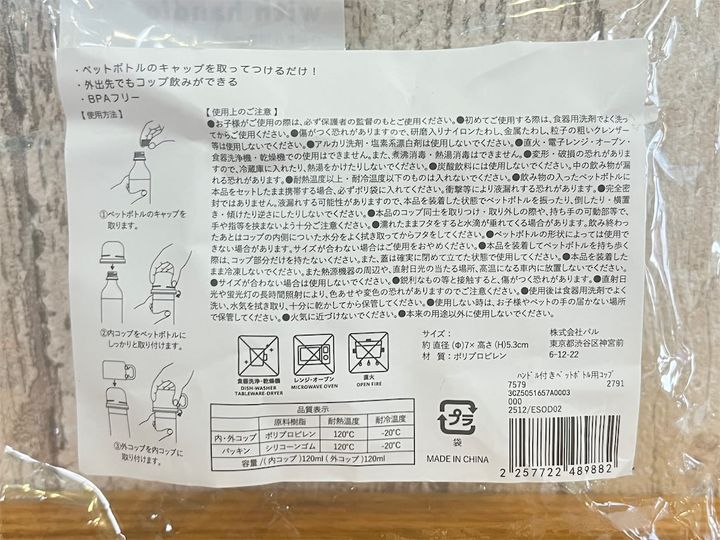 with handle
・ペットボトルのキャップを取ってつけるだけ！
・外出先でもコップ飲みができる
・BPAフリー
【使用方法】
①ペットボトルのキャップを
取ります。
②内コップをペットボトルに
しっかりと取り付けます。
③外コップを内コップに
取り付けます。
【使用上のご注意】
●お子様がご使用の際は、必ず保護者の監督のもとご使用ください。●初めてご使用する際は、食器用洗剤でよく洗っ
てからご使用ください。●傷がつく恐れがありますので、研磨入りナイロンたわし、金属たわし、粒子の粗いクレンザー
等は使用しないでください。●アルカリ洗剤・塩素系漂白剤は使用しないでください。●直火・電子レンジ・オーブン・
食器洗浄機・乾燥機での使用はできません。また、煮沸消毒・熱湯消毒はできません。●変形・破損の恐れがありま
すので、冷蔵庫に入れたり、熱湯をかけたりしないでください。●炭酸飲料には使用しないでください。中の飲み物が漏
れる恐れがあります。●耐熱温度以上・耐冷温度以下のものは入れないでください。●飲み物の入ったペットボトルに
本品をセットしたまま携帯する場合、必ずポリ袋に入れてください。衝撃等により液漏れする恐れがあります。●完全密
封ではありません。液漏れする可能性がありますので、本品を装着した状態でペットボトルを振ったり、倒したり・横置
き・傾けたり逆さにしたりしないでください。●本品のコップ同士を取りつけ・取り外しの際や、持ち手の可動部等で、
手や指等を挟まないよう十分ご注意ください。●濡れたままフタをすると水滴が垂れてくる場合があります。飲み終わっ
たあとはコップの内側についた水分をよく拭き取ってからフタをしてください。●ペットボトルの形状によっては使用で
きない場合があります。サイズが合わない場合はご使用をおやめください。●本品を装着してペットボトルを持ち歩く
際は、コップ部分だけを持たないでください。また、蓋は確実に閉めて立てた状態で使用してください。●本品を装着し
たまま冷凍しないでください。また熱源機器の周辺や、直射日光の当たる場所、高温になる車内に放置しないでください。
●サイズが合わない場合は使用しないでください。●鋭利なもの等と接触すると、傷がつく恐れがあります。●直射日
光や蛍光灯の長時間照射により、色あせや変色の恐れがありますのでご注意ください。●使用後は食器用洗剤でよく
洗い、水気を拭き取り、十分に乾かしてから保管してください。●使用しない時は、お子様やペットの手の届かない場所
で保管してください。●火気に近づけないでください。●本来の用途以外に使用しないでください。
食器洗浄・乾燥機
DISH-WASHER
TABLEWARE-DRYER
レンジ・オーブン
MICROWAVE OVEN
直火
OPEN FIRE
サイズ：
約 直径（Φ）7× 高さ（H）5.3cm
材 質：ポリプロピレン
株式会社パル
東京都渋谷区神宮前
6-12-22
品質表示
原料樹脂 耐熱温度 耐冷温度
内・外コップ ポリプロピレン 120℃ -20℃
パッキン シリコーンゴム 120℃ -20℃
容量／（内コップ）120ml（外コップ）120ml
プラ
袋
MADE IN CHINA
ハンドル付きペットボトル用コップ
7579 2791
3CZ5051657A0003
000
2512/ESOD02
2 257722 489882